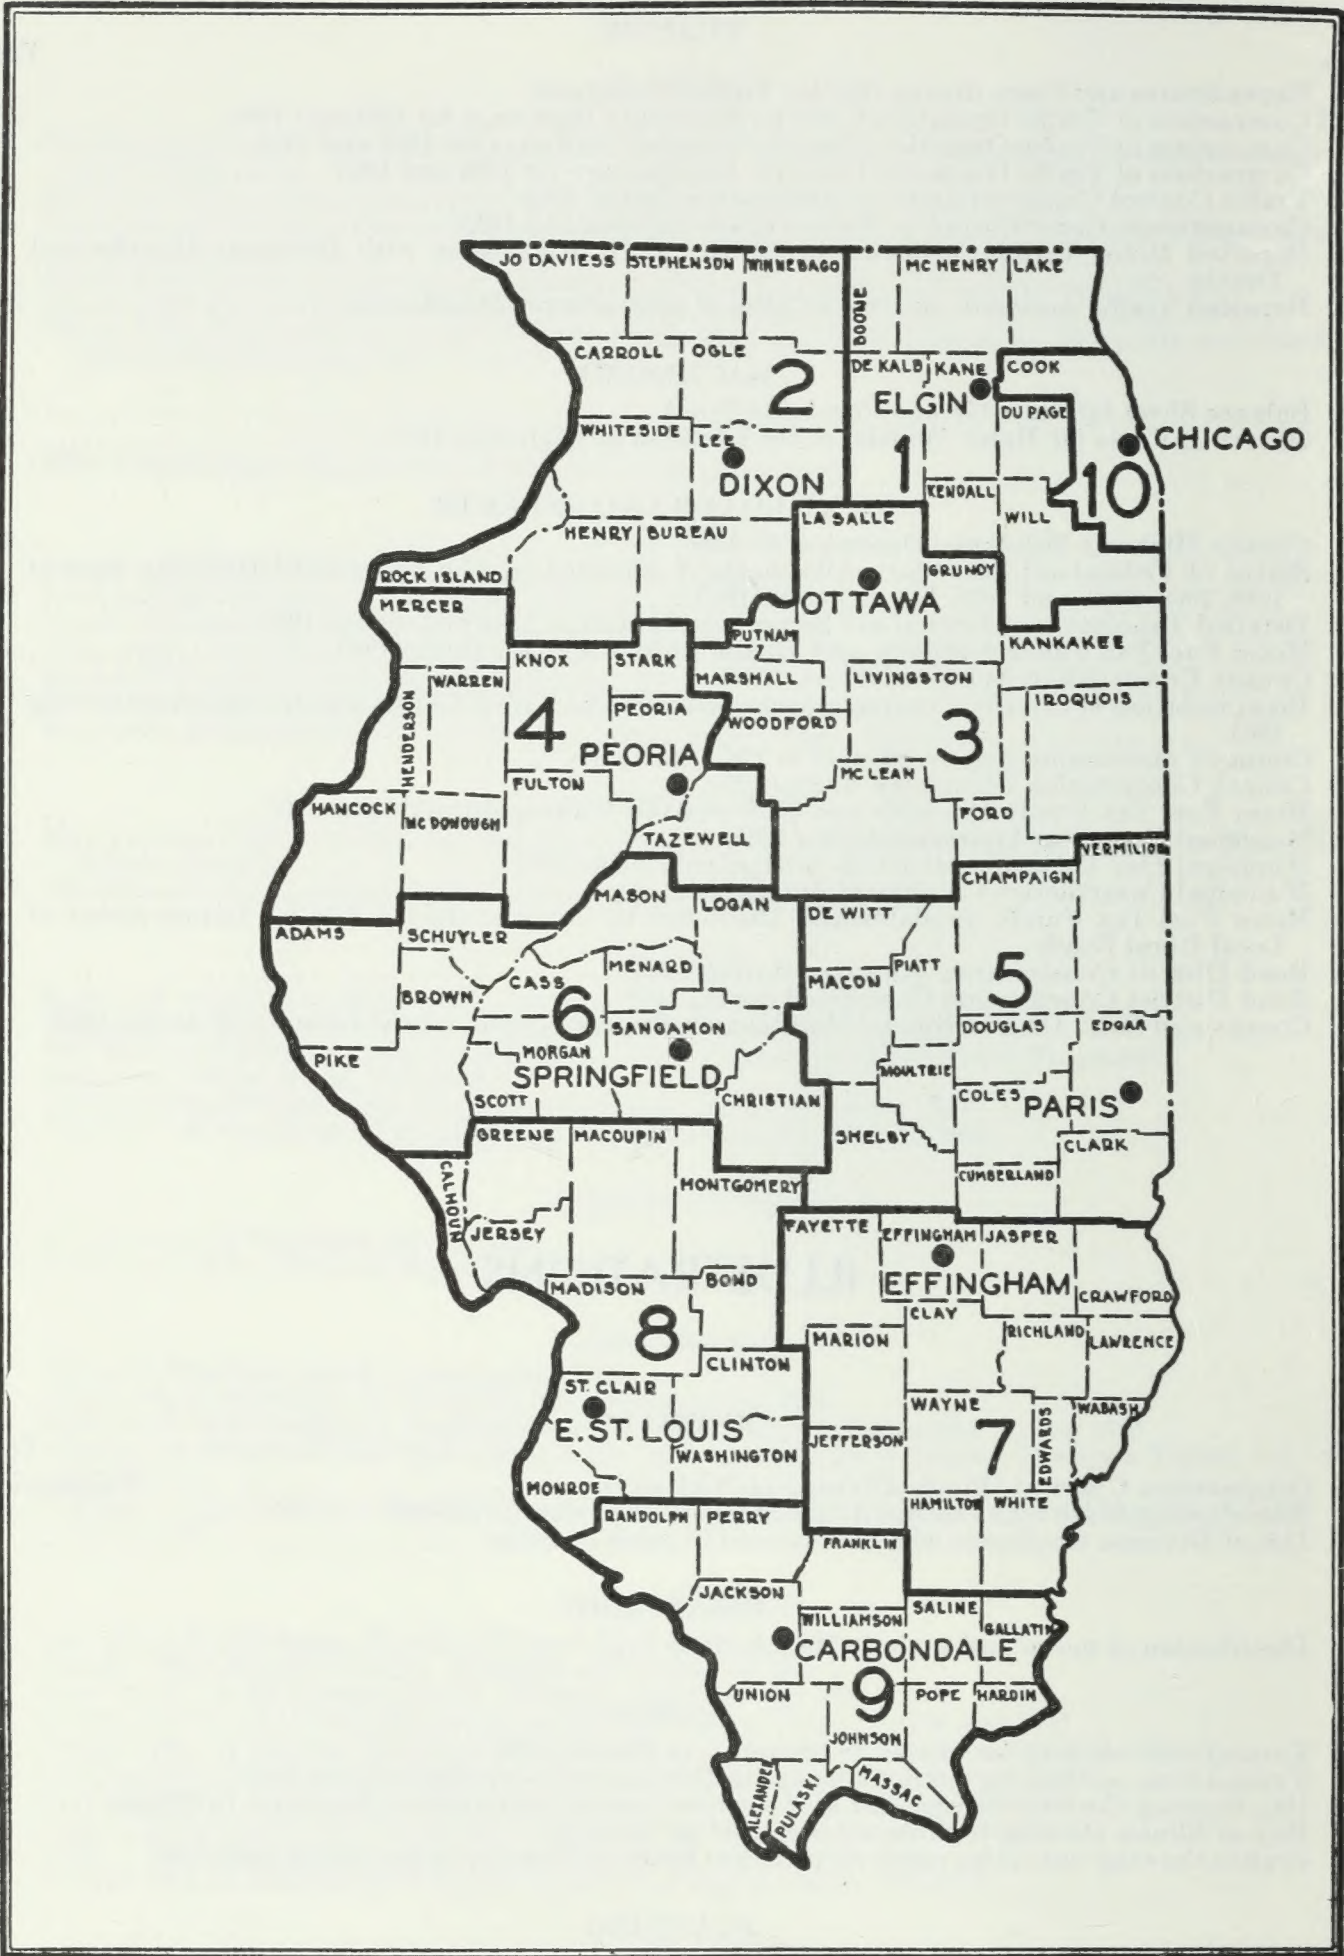 JO DAVIESS
STEPHENSON
WINNEBAGO
BOONE
MC HENRY
LAKE
CARROLL
OGLE
2
DE KALB
KANE
COOK
ELGIN
DU PAGE
WHITESIDE
LEE
DIXON
1
CHICAGO
10
KENDALL
WILL
LA SALLE
HENRY
BUREAU
ROCK ISLAND
GRUNDY
MERCER
OTTAWA
PUTNAM
KANKAKEE
KNOX
STARK
MARSHALL
LIVINGSTON
WARREN
HENDERSON
PEORIA
WOODFORD
IROQUOIS
4
PEORIA
3
FULTON
MC LEAN
HANCOCK
MC DONOUGH
FORD
TAZEWELL
VERMILION
CHAMPAIGN
MASON
LOGAN
DE WITT
ADAMS
SCHUYLER
PIATT
MENARD
CASS
MACON
5
BROWN
6
SANGAMON
DOUGLAS
EDGAR
PIKE
MORGAN
SPRINGFIELD
MOULTRIE
SCOTT
CHRISTIAN
COLES
PARIS
GREENE
MACOUPIN
SHELBY
CLARK
CALHOUN
MONTGOMERY
CUMBERLAND
JERSEY
FAYETTE
EFFINGHAM
JASPER
MADISON
BOND
EFFINGHAM
CRAWFORD
8
CLAY
MARION
RICHLAND
LAWRENCE
CLINTON
ST. CLAIR
WAYNE
EDWARDS
WABASH
E. ST. LOUIS
WASHINGTON
JEFFERSON
7
MONROE
HAMILTON
WHITE
RANDOLPH
PERRY
FRANKLIN
JACKSON
WILLIAMSON
SALINE
GALLATIN
CARBONDALE
9
UNION
POPE
HARDIN
JOHNSON
ALEXANDER
PULASKI
MASSAC